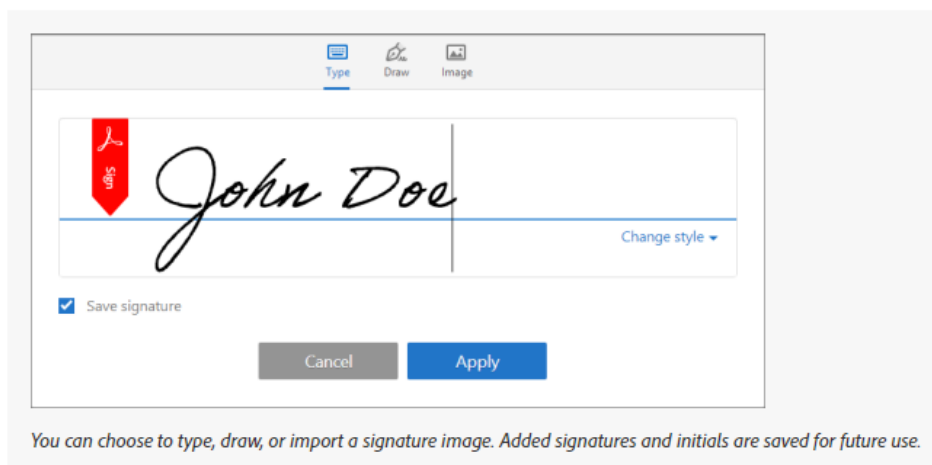 Type Draw Image
Sign
John Doe
Change style
Save signature
Cancel Apply
You can choose to type, draw, or import a signature image. Added signatures and initials are saved for future use.